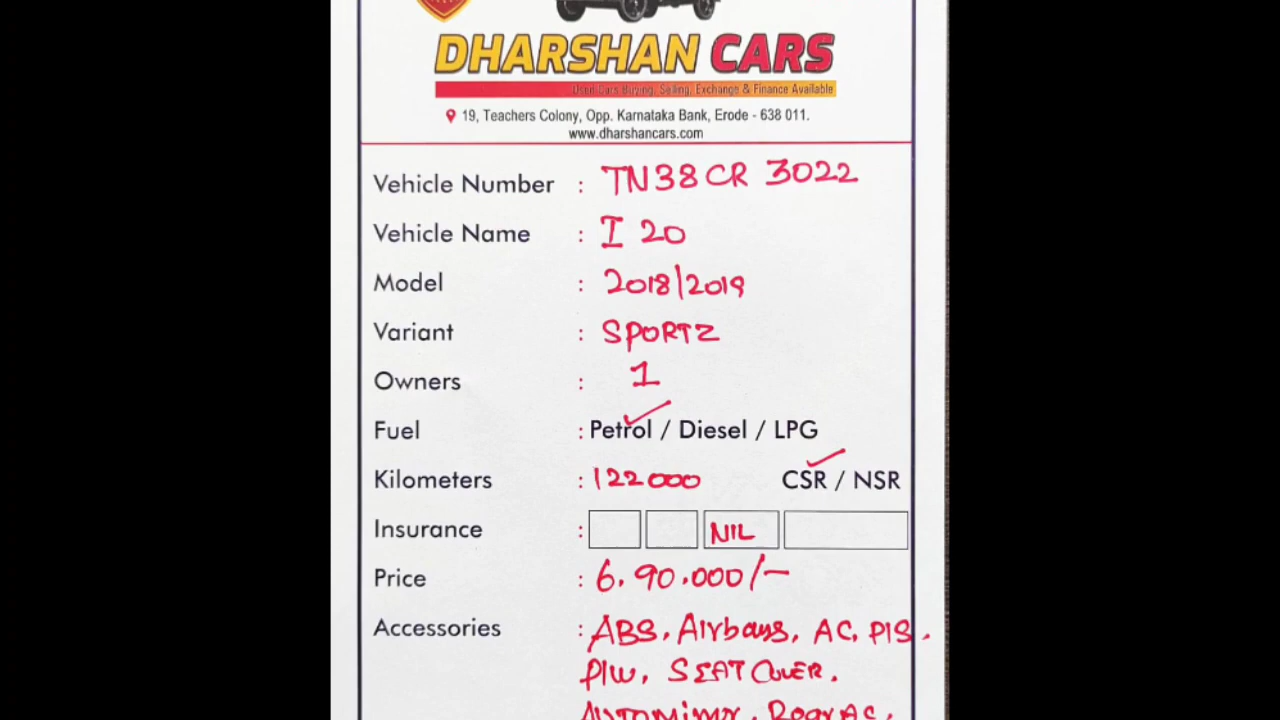 DHARSHAN CARS
Used Cars Buying, Selling, Exchange & Finance Available
19, Teachers Colony, Opp. Karnataka Bank, Erode - 638 011.
www.dharshancars.com
Vehicle Number : TN38CR 3022
Vehicle Name : I 20
Model : 2018/2019
Variant : SPORTZ
Owners : 1
Fuel : Petrol / Diesel / LPG
Kilometers : 122000 CSR / NSR
Insurance : NIL
Price : 6.90.000/-
Accessories : ABS, Airbags, AC, P/S,
P/W, SEAT COVER,